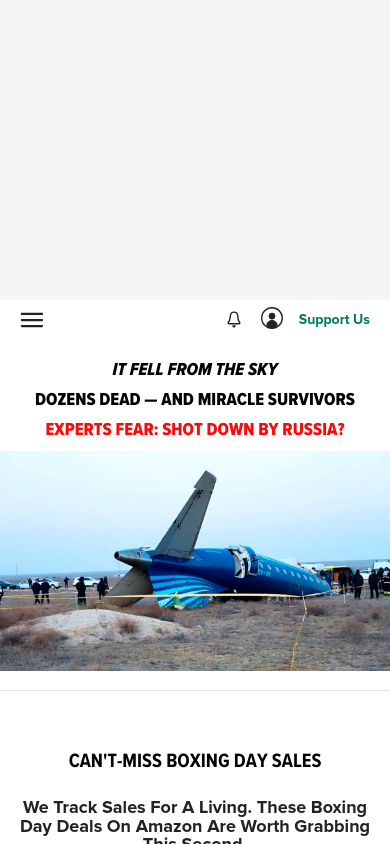 Support Us
IT FELL FROM THE SKY
DOZENS DEAD — AND MIRACLE SURVIVORS
EXPERTS FEAR: SHOT DOWN BY RUSSIA?
CAN'T-MISS BOXING DAY SALES
We Track Sales For A Living. These Boxing
Day Deals On Amazon Are Worth Grabbing
This Second